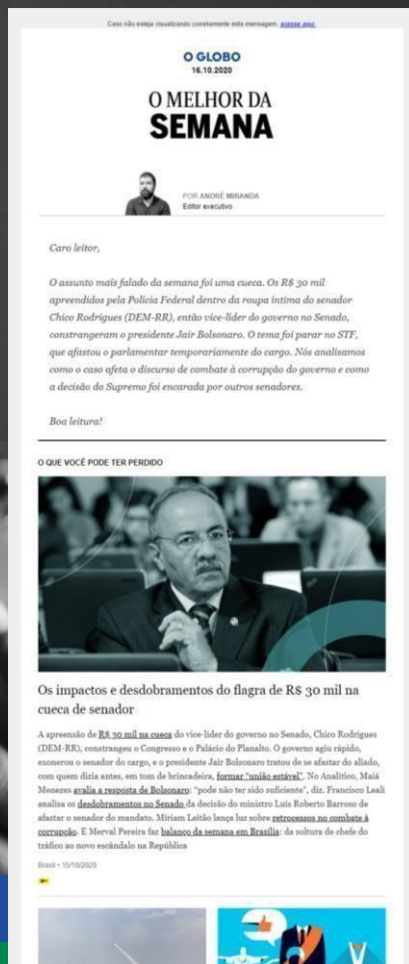 Caso não esteja visualizando corretamente esta mensagem, acesse aqui.
O GLOBO
16.10.2020
O MELHOR DA
SEMANA
POR ANDRÉ MIRANDA
Editor executivo
Caro leitor,
O assunto mais falado da semana foi uma cueca. Os R$ 30 mil
apreendidos pela Polícia Federal dentro da roupa íntima do senador
Chico Rodrigues (DEM-RR), então vice-líder do governo no Senado,
constrangeram o presidente Jair Bolsonaro. O tema foi parar no STF,
que afastou o parlamentar temporariamente do cargo. Nós analisamos
como o caso afeta o discurso de combate à corrupção do governo e como
a decisão do Supremo foi encarada por outros senadores.
Boa leitura!
O QUE VOCÊ PODE TER PERDIDO
Os impactos e desdobramentos do flagra de R$ 30 mil na
cueca de senador
A apreensão de R$ 30 mil na cueca do vice-líder do governo no Senado, Chico Rodrigues
(DEM-RR), constrangeu o Congresso e o Palácio do Planalto. O governo agiu rápido,
exonerou o senador do cargo, e o presidente Jair Bolsonaro tratou de se afastar do aliado,
com quem dizia antes, em tom de brincadeira, formar "união estável". No Analítico, Maiá
Menezes avalia a resposta de Bolsonaro: "pode não ter sido suficiente", diz. Francisco Leali
analisa os desdobramentos no Senado da decisão do ministro Luís Roberto Barroso de
afastar o senador do mandato. Míriam Leitão lança luz sobre retrocessos no combate à
corrupção. E Merval Pereira faz balanço da semana em Brasília: da soltura de chefe do
tráfico ao novo escândalo na República
Brasil • 15/10/2020